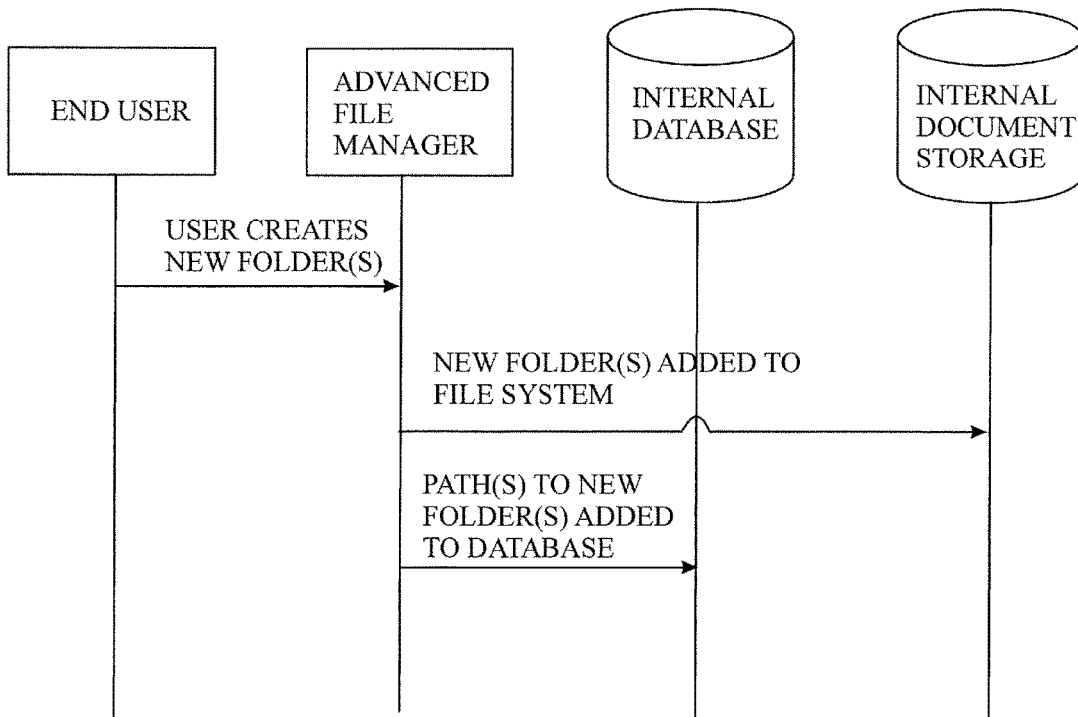 END USER
ADVANCED
FILE
MANAGER
INTERNAL
DATABASE
INTERNAL
DOCUMENT
STORAGE
USER CREATES
NEW FOLDER(S)
NEW FOLDER(S) ADDED TO
FILE SYSTEM
PATH(S) TO NEW
FOLDER(S) ADDED
TO DATABASE